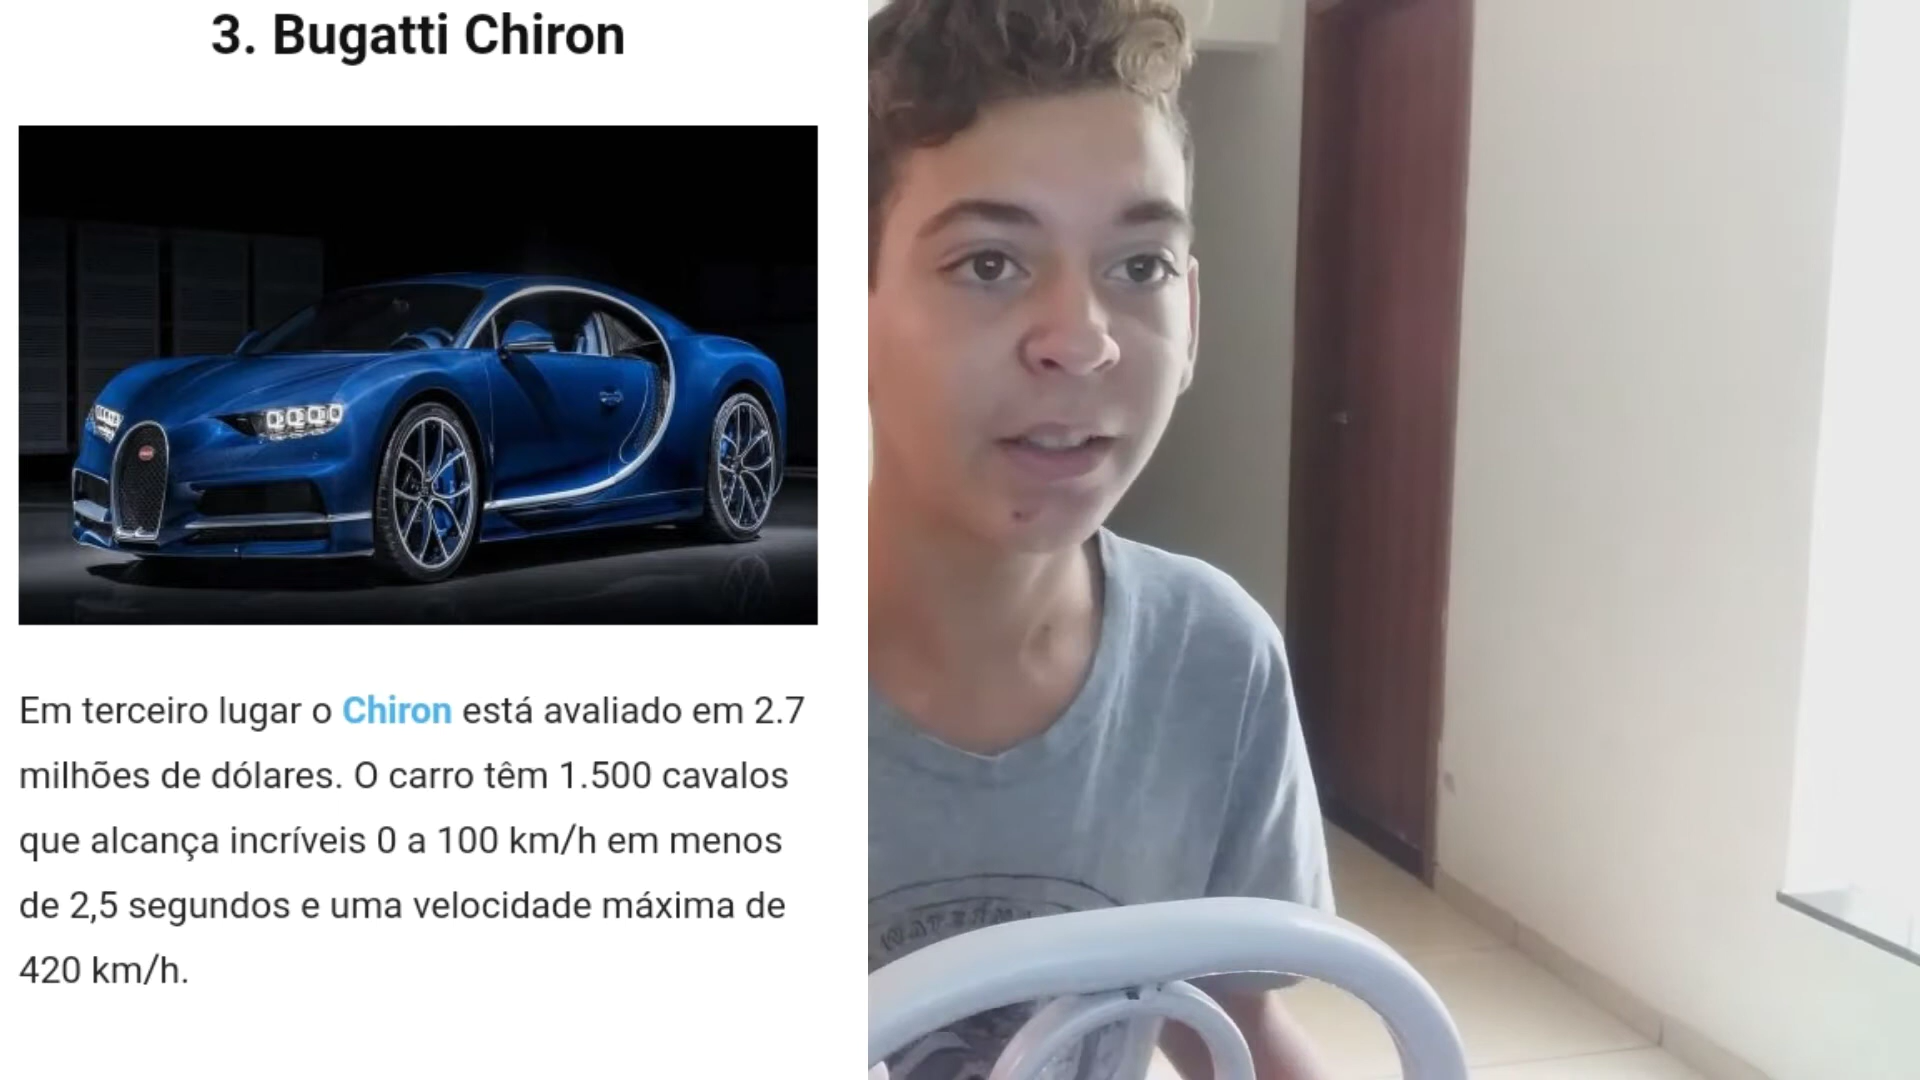 3. Bugatti Chiron
Em terceiro lugar o Chiron está avaliado em 2.7
milhões de dólares. O carro têm 1.500 cavalos
que alcança incríveis 0 a 100 km/h em menos
de 2,5 segundos e uma velocidade máxima de
420 km/h.